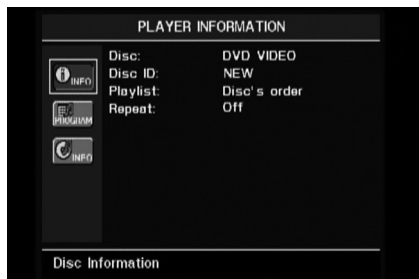 PLAYER INFORMATION
Disc: DVD VIDEO
Disc ID: NEW
Playlist: Disc's order
Repeat: Off
INFO
PROGRAM
INFO
Disc Information